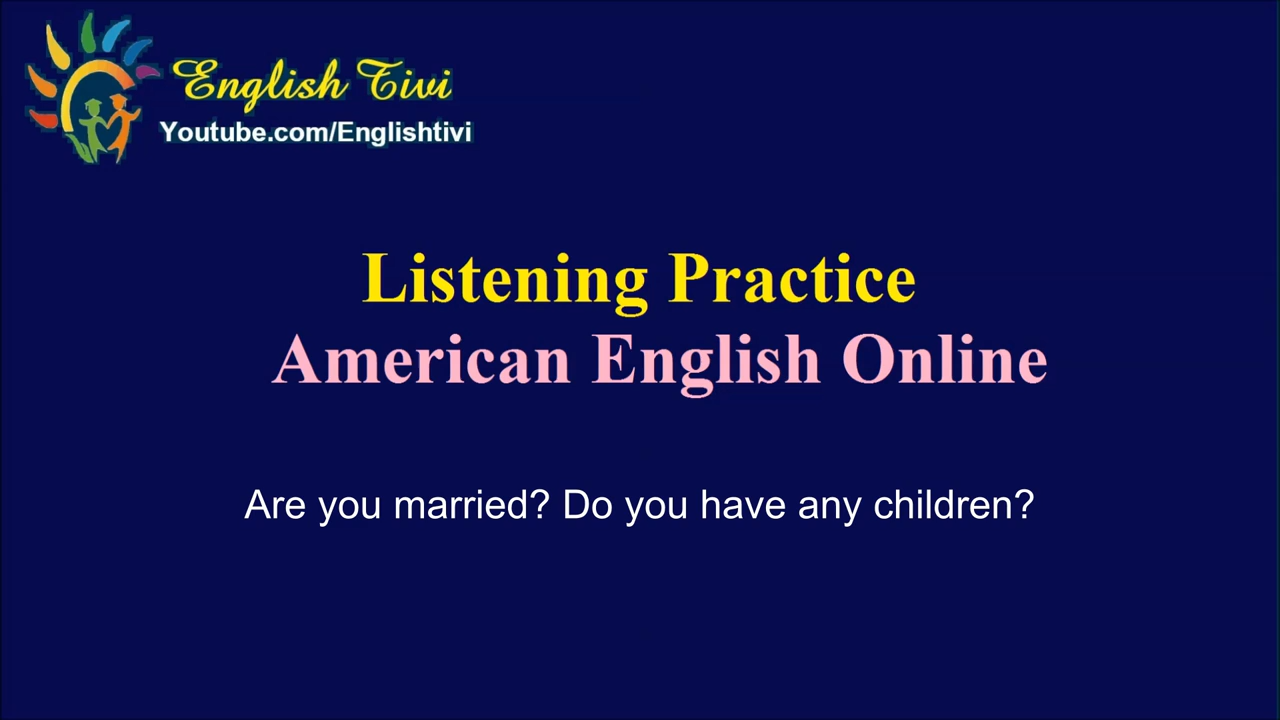 English Tivi
Youtube.com/Englishtivi
Listening Practice
American English Online
Are you married? Do you have any children?